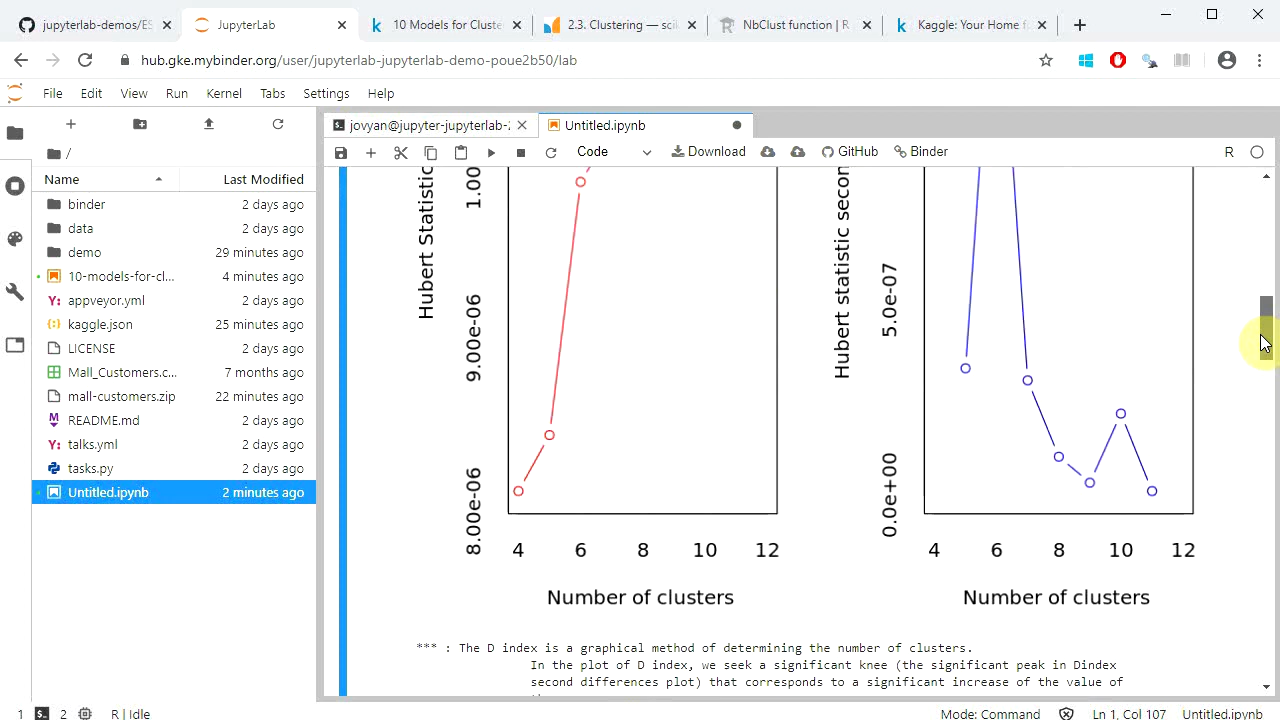 jupyterlab-demos/ES
JupyterLab
10 Models for Cluste
2.3. Clustering — scik
NbClust function | R
Kaggle: Your Home f
hub.gke.mybinder.org/user/jupyterlab-jupyterlab-demo-poue2b50/lab
File Edit View Run Kernel Tabs Settings Help
jovyan@jupyter-jupyterlab-
Untitled.ipynb
Code
Download
GitHub
Binder
R
/
Name
Last Modified
binder 2 days ago
data 2 days ago
demo 29 minutes ago
10-models-for-cl... 4 minutes ago
Y: appveyor.yml 2 days ago
kaggle.json 25 minutes ago
LICENSE 2 days ago
Mall_Customers.c... 7 months ago
mall-customers.zip 22 minutes ago
README.md 2 days ago
Y: talks.yml 2 days ago
tasks.py 2 days ago
Untitled.ipynb 2 minutes ago
Hubert Statistic
1.00
9.00e-06
8.00e-06
4 6 8 10 12
Number of clusters
Hubert statistic secon
5.0e-07
0.0e+00
4 6 8 10 12
Number of clusters
*** : The D index is a graphical method of determining the number of clusters.
In the plot of D index, we seek a significant knee (the significant peak in Dindex
second differences plot) that corresponds to a significant increase of the value of
1 2 R | Idle
Mode: Command
Ln 1, Col 107
Untitled.ipynb